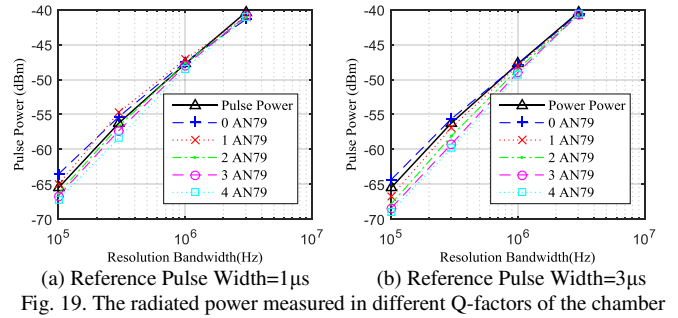 -40
-45
-50
-55
-60
-65
-70
Pulse Power (dBm)
Pulse Power
0 AN79
1 AN79
2 AN79
3 AN79
4 AN79
10^5
10^6
10^7
Resolution Bandwidth(Hz)
(a) Reference Pulse Width=1μs
-40
-45
-50
-55
-60
-65
-70
Pulse Power (dBm)
Power Power
0 AN79
1 AN79
2 AN79
3 AN79
4 AN79
10^5
10^6
10^7
Resolution Bandwidth(Hz)
(b) Reference Pulse Width=3μs
Fig. 19. The radiated power measured in different Q-factors of the chamber